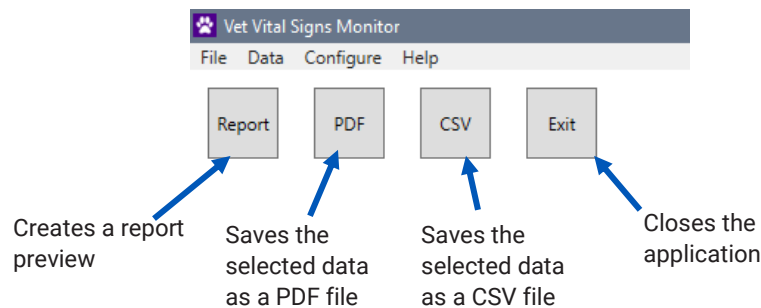 Vet Vital Signs Monitor
File Data Configure Help
Report PDF CSV Exit
Creates a report
preview
Saves the
selected data
as a PDF file
Saves the
selected data
as a CSV file
Closes the
application